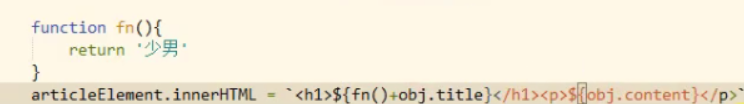 function fn(){
return '少男'
}
articleElement.innerHTML = `<h1>${fn()+obj.title}</h1><p>${obj.content}</p>`